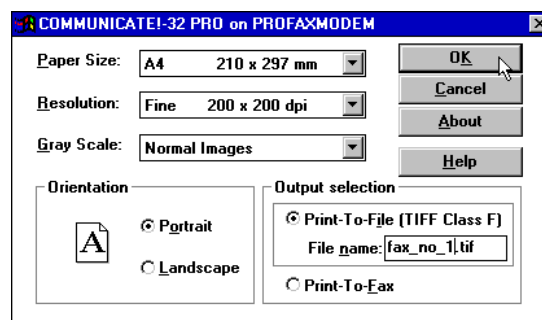 COMMUNICATE!-32 PRO on PROFAXMODEM
Paper Size: A4 210 x 297 mm
OK
Resolution: Fine 200 x 200 dpi
Cancel
About
Gray Scale: Normal Images
Help
Orientation
A
Portrait
Landscape
Output selection
Print-To-File (TIFF Class F)
File name: fax_no_1.tif
Print-To-Fax